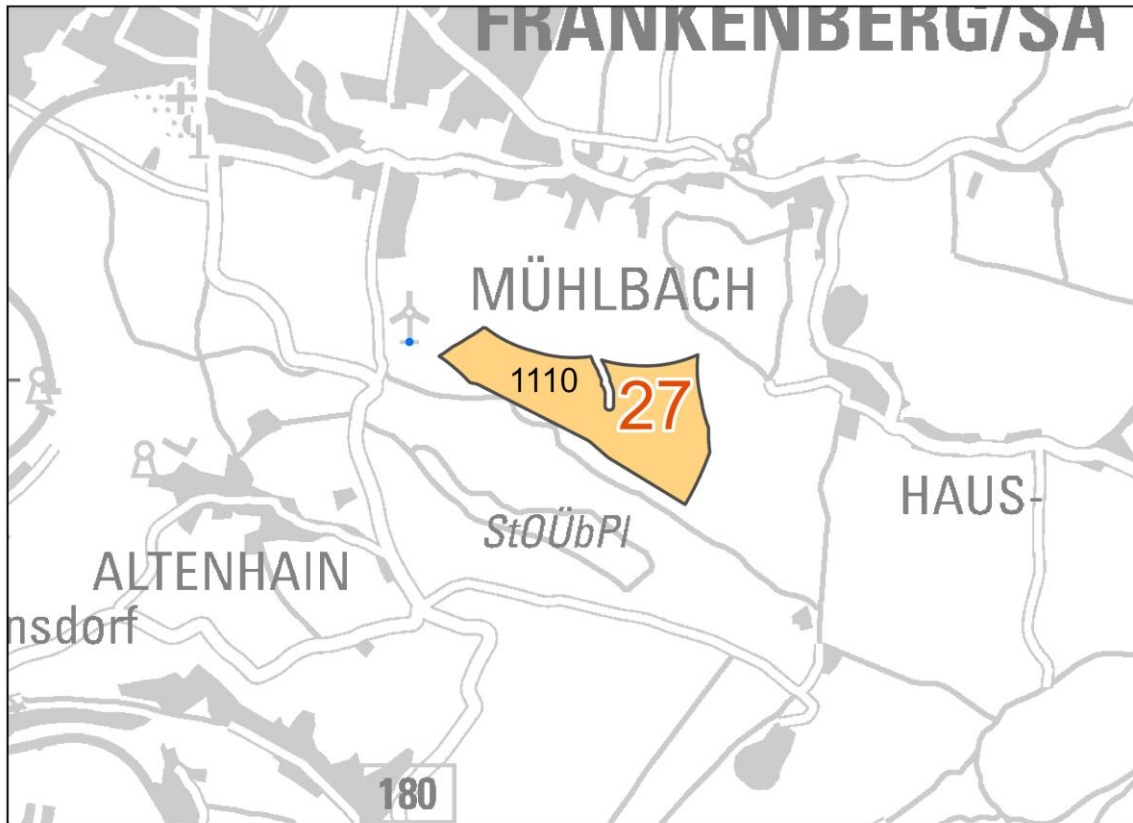 FRANKENBERG/SA
MÜHLBACH
1110
27
HAUS-
StOÜbPl
ALTENHAIN
nsdorf
180